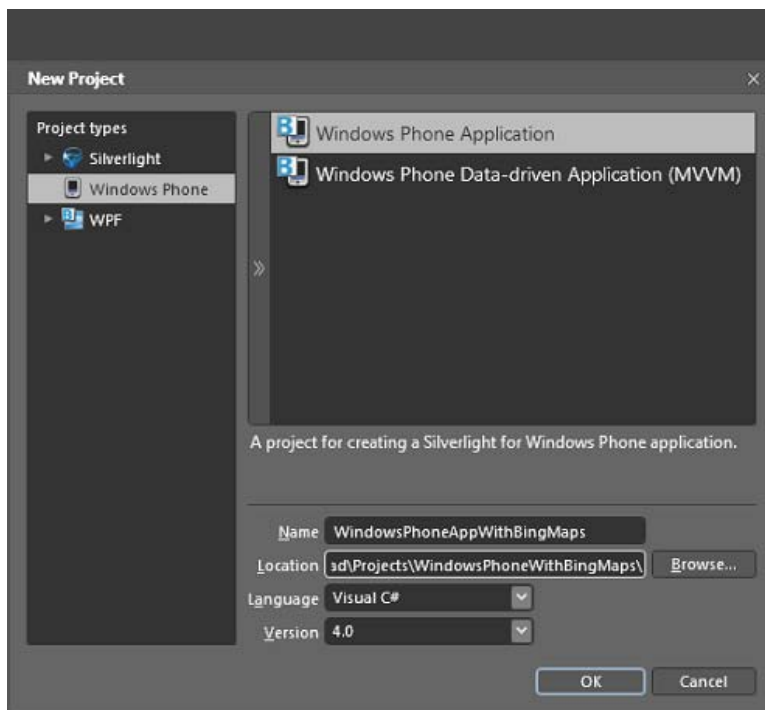 New Project
Project types
Silverlight
Windows Phone
WPF
Windows Phone Application
Windows Phone Data-driven Application (MVVM)
A project for creating a Silverlight for Windows Phone application.
Name WindowsPhoneAppWithBingMaps
Location ad\Projects\WindowsPhoneWithBingMaps\ Browse...
Language Visual C#
Version 4.0
OK Cancel